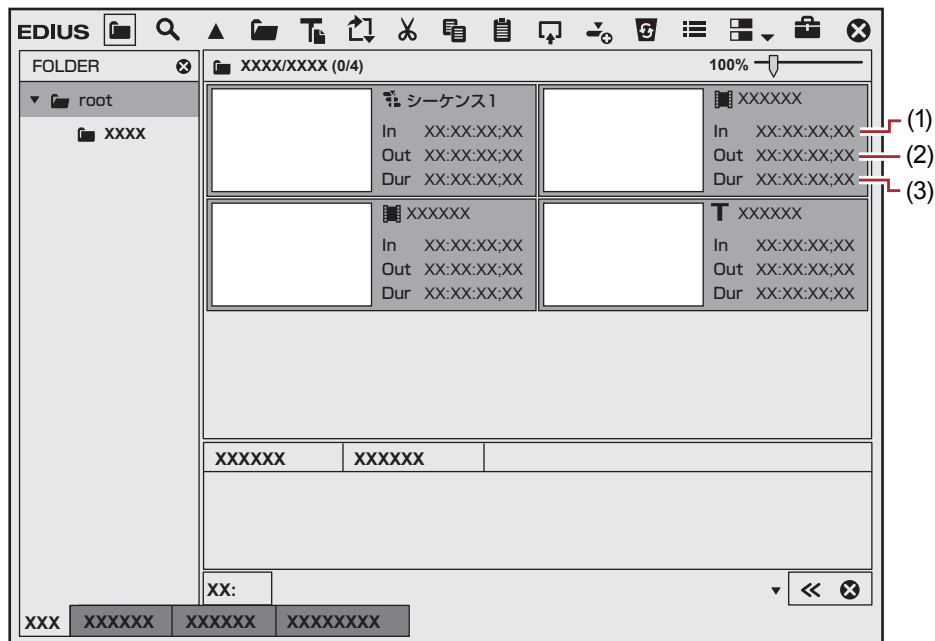 EDIUS
FOLDER
XXXX/XXXX (0/4)
100%
root
XXXX
シーケンス1
In XX:XX:XX;XX
Out XX:XX:XX;XX
Dur XX:XX:XX;XX
XXXXXX
In XX:XX:XX;XX
Out XX:XX:XX;XX
Dur XX:XX:XX;XX
(1)
(2)
(3)
XXXXXX
In XX:XX:XX;XX
Out XX:XX:XX;XX
Dur XX:XX:XX;XX
T XXXXXX
In XX:XX:XX;XX
Out XX:XX:XX;XX
Dur XX:XX:XX;XX
XXXXXX XXXXXX
XX:
XXX XXXXXX XXXXXX XXXXXXXX